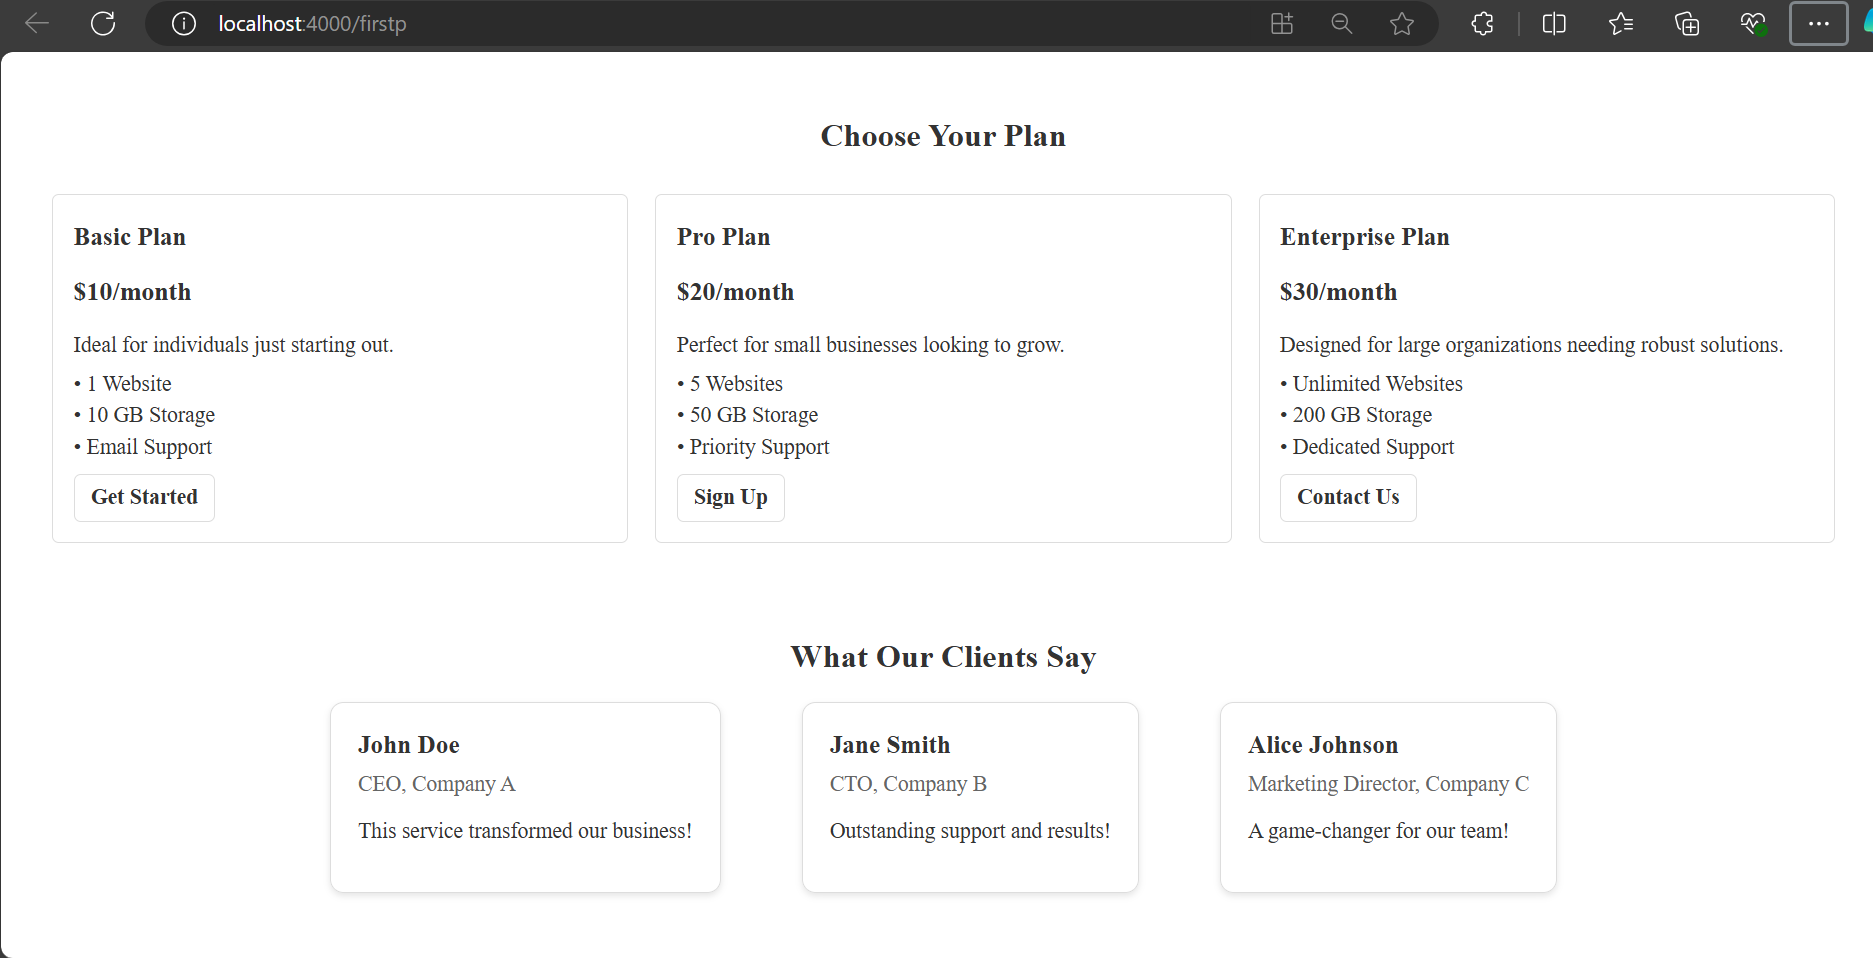 localhost:4000/firstp
Choose Your Plan
Basic Plan
$10/month
Ideal for individuals just starting out.
• 1 Website
• 10 GB Storage
• Email Support
Get Started
Pro Plan
$20/month
Perfect for small businesses looking to grow.
• 5 Websites
• 50 GB Storage
• Priority Support
Sign Up
Enterprise Plan
$30/month
Designed for large organizations needing robust solutions.
• Unlimited Websites
• 200 GB Storage
• Dedicated Support
Contact Us
What Our Clients Say
John Doe
CEO, Company A
This service transformed our business!
Jane Smith
CTO, Company B
Outstanding support and results!
Alice Johnson
Marketing Director, Company C
A game-changer for our team!